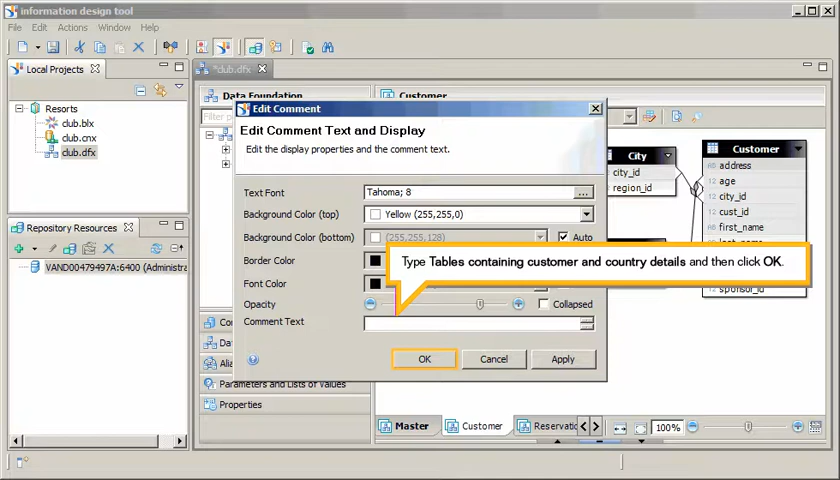 information design tool
File Edit Actions Window Help
Local Projects
*club.dfx
Resorts
club.blx
club.cnx
club.dfx
Data Foundation
Customer
Filter
Edit Comment
Edit Comment Text and Display
Edit the display properties and the comment text.
Text Font
Tahoma; 8
Background Color (top)
Yellow (255,255,0)
Background Color (bottom)
(255,255,128)
Auto
Border Color
Font Color
Opacity
Collapsed
Comment Text
OK
Cancel
Apply
Type Tables containing customer and country details and then click OK.
City
city_id
region_id
Customer
address
age
city_id
cust_id
first_name
sponsor_id
Repository Resources
VAND00479497A:6400 (Administra
Parameters and Lists of Values
Properties
Master
Customer
Reservatio
100%